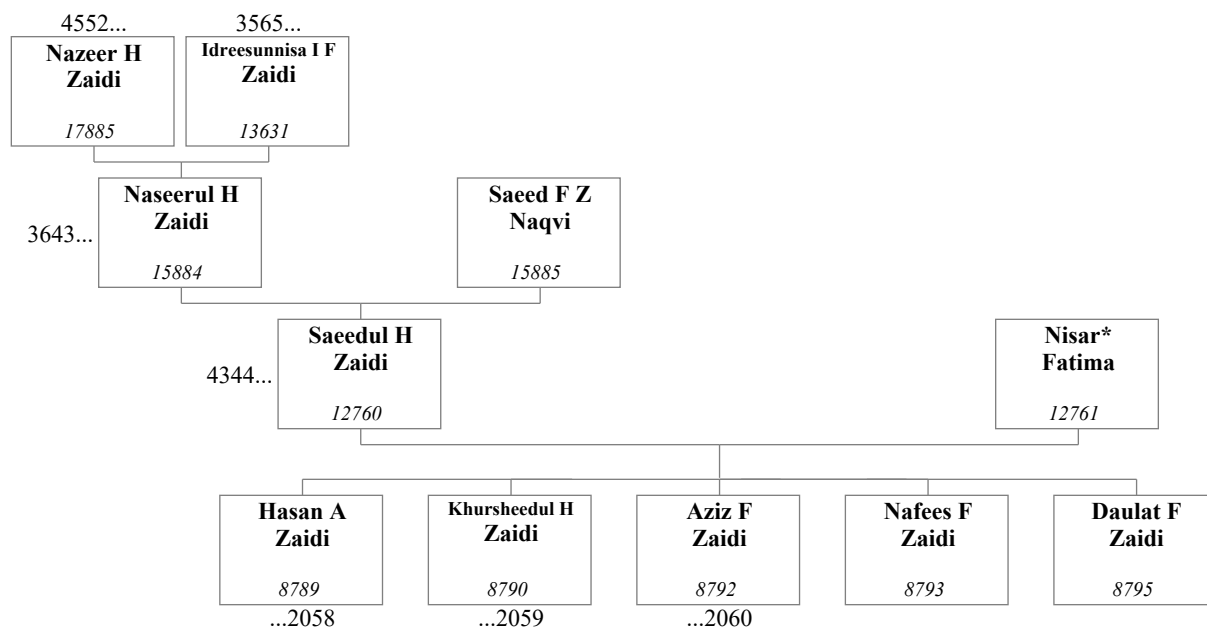 4552... 3565...
Nazeer H
Zaidi
17885
Idreesunnisa I F
Zaidi
13631
3643...
Naseerul H
Zaidi
15884
Saeed F Z
Naqvi
15885
4344...
Saeedul H
Zaidi
12760
Nisar*
Fatima
12761
Hasan A
Zaidi
8789
...2058
Khursheedul H
Zaidi
8790
...2059
Aziz F
Zaidi
8792
...2060
Nafees F
Zaidi
8793
Daulat F
Zaidi
8795